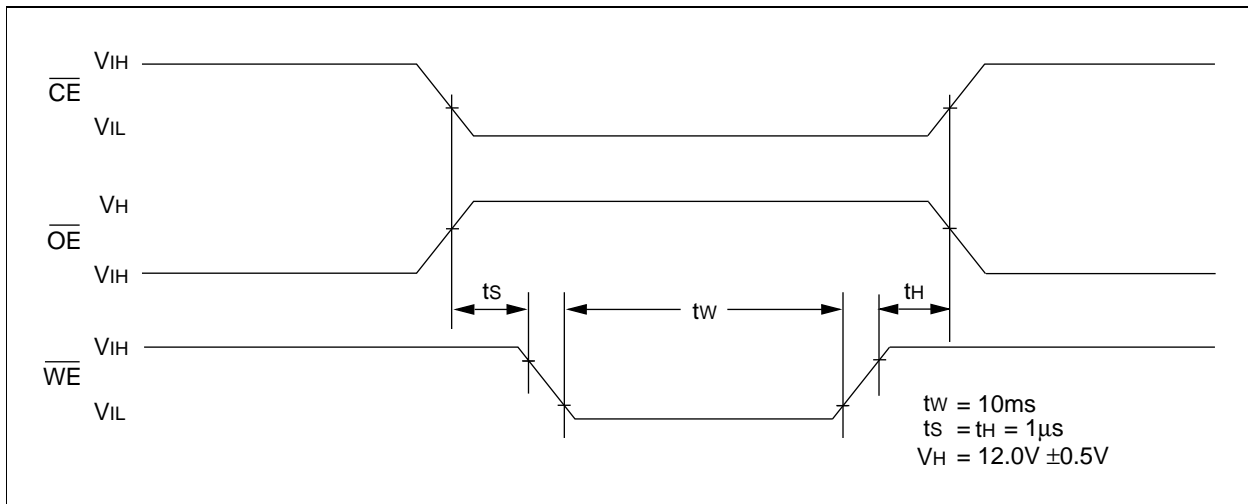 VIH
CE
VIL
VH
OE
VIH
tS
tW
tH
VIH
WE
VIL
tW = 10ms
tS = tH = 1µs
VH = 12.0V ±0.5V